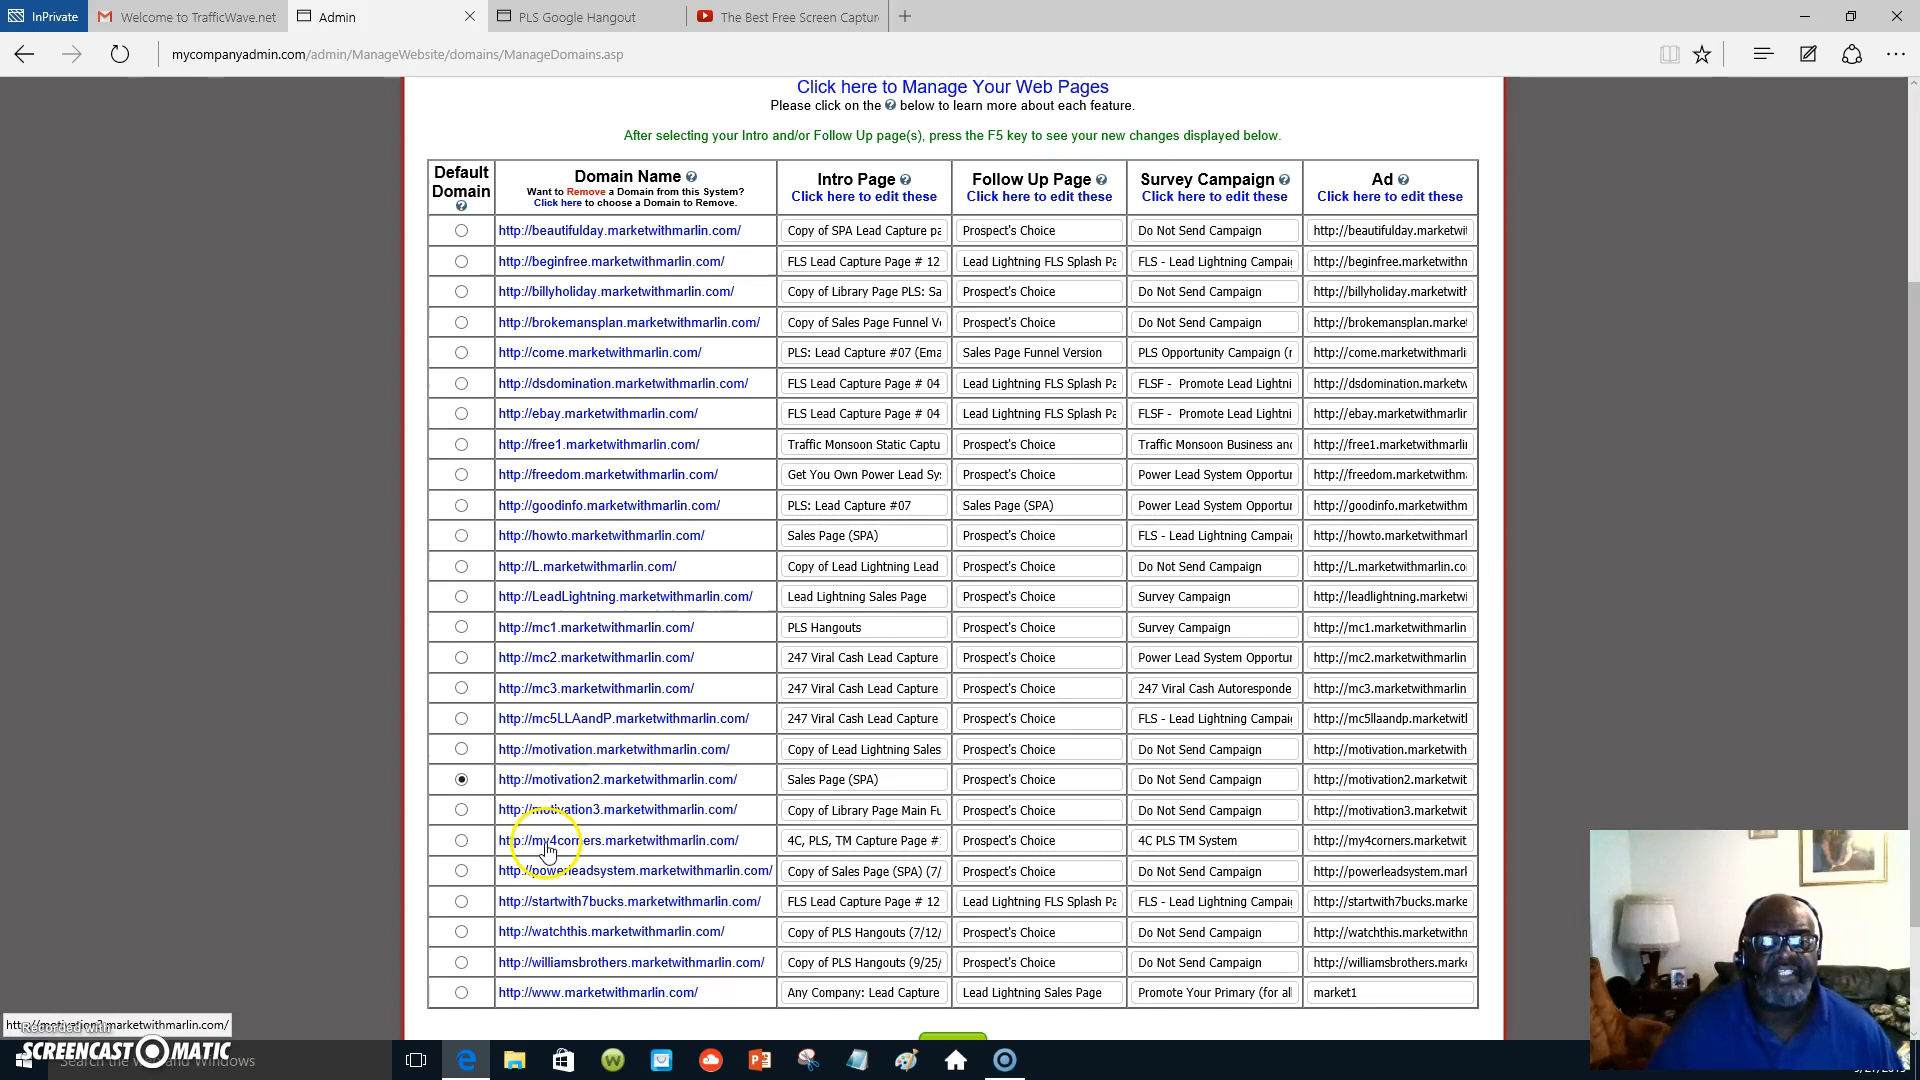 InPrivate
Welcome to TrafficWave.net
Admin
PLS Google Hangout
The Best Free Screen Captur
mycompanyadmin.com/admin/ManageWebsite/domains/ManageDomains.asp
Click here to Manage Your Web Pages
Please click on the ? below to learn more about each feature.
After selecting your Intro and/or Follow Up page(s), press the F5 key to see your new changes displayed below.
Default Domain ?
Domain Name ?
Want to Remove a Domain from this System?
Click here to choose a Domain to Remove.
Intro Page ?
Click here to edit these
Follow Up Page ?
Click here to edit these
Survey Campaign ?
Click here to edit these
Ad ?
Click here to edit these
http://beautifulday.marketwithmarlin.com/ Copy of SPA Lead Capture pa Prospect's Choice Do Not Send Campaign http://beautifulday.marketwit
http://beginfree.marketwithmarlin.com/ FLS Lead Capture Page # 12 Lead Lightning FLS Splash Pa FLS - Lead Lightning Campai http://beginfree.marketwithm
http://billyholiday.marketwithmarlin.com/ Copy of Library Page PLS: Sa Prospect's Choice Do Not Send Campaign http://billyholiday.marketwith
http://brokemansplan.marketwithmarlin.com/ Copy of Sales Page Funnel V Prospect's Choice Do Not Send Campaign http://brokemansplan.market
http://come.marketwithmarlin.com/ PLS: Lead Capture #07 (Ema Sales Page Funnel Version PLS Opportunity Campaign (r http://come.marketwithmarli
http://dsdomination.marketwithmarlin.com/ FLS Lead Capture Page # 04 Lead Lightning FLS Splash Pa FLSF - Promote Lead Lightni http://dsdomination.marketw
http://ebay.marketwithmarlin.com/ FLS Lead Capture Page # 04 Lead Lightning FLS Splash Pa FLSF - Promote Lead Lightni http://ebay.marketwithmarlin
http://free1.marketwithmarlin.com/ Traffic Monsoon Static Captu Prospect's Choice Traffic Monsoon Business and http://free1.marketwithmarli
http://freedom.marketwithmarlin.com/ Get You Own Power Lead Sy Prospect's Choice Power Lead System Opportur http://freedom.marketwithm
http://goodinfo.marketwithmarlin.com/ PLS: Lead Capture #07 Sales Page (SPA) Power Lead System Opportur http://goodinfo.marketwithm
http://howto.marketwithmarlin.com/ Sales Page (SPA) Prospect's Choice FLS - Lead Lightning Campai http://howto.marketwithmarl
http://L.marketwithmarlin.com/ Copy of Lead Lightning Lead Prospect's Choice Do Not Send Campaign http://L.marketwithmarlin.co
http://LeadLightning.marketwithmarlin.com/ Lead Lightning Sales Page Prospect's Choice Survey Campaign http://leadlightning.marketwi
http://mc1.marketwithmarlin.com/ PLS Hangouts Prospect's Choice Survey Campaign http://mc1.marketwithmarlin
http://mc2.marketwithmarlin.com/ 247 Viral Cash Lead Capture Prospect's Choice Power Lead System Opportur http://mc2.marketwithmarlin
http://mc3.marketwithmarlin.com/ 247 Viral Cash Lead Capture Prospect's Choice 247 Viral Cash Autoresponde http://mc3.marketwithmarlin
http://mc5LLAandP.marketwithmarlin.com/ 247 Viral Cash Lead Capture Prospect's Choice FLS - Lead Lightning Campai http://mc5llaandp.marketwitl
http://motivation.marketwithmarlin.com/ Copy of Lead Lightning Sales Prospect's Choice Do Not Send Campaign http://motivation.marketwith
http://motivation2.marketwithmarlin.com/ Sales Page (SPA) Prospect's Choice Do Not Send Campaign http://motivation2.marketwit
http://motivation3.marketwithmarlin.com/ Copy of Library Page Main Fu Prospect's Choice Do Not Send Campaign http://motivation3.marketwit
http://my4corners.marketwithmarlin.com/ 4C, PLS, TM Capture Page # Prospect's Choice 4C PLS TM System http://my4corners.marketwit
http://powerleadsystem.marketwithmarlin.com/ Copy of Sales Page (SPA) (7/ Prospect's Choice Do Not Send Campaign http://powerleadsystem.marl
http://startwith7bucks.marketwithmarlin.com/ FLS Lead Capture Page # 12 Lead Lightning FLS Splash Pa FLS - Lead Lightning Campai http://startwith7bucks.marke
http://watchthis.marketwithmarlin.com/ Copy of PLS Hangouts (7/12/ Prospect's Choice Do Not Send Campaign http://watchthis.marketwithn
http://williamsbrothers.marketwithmarlin.com/ Copy of PLS Hangouts (9/25/ Prospect's Choice Do Not Send Campaign http://williamsbrothers.mark
http://www.marketwithmarlin.com/ Any Company: Lead Capture Lead Lightning Sales Page Promote Your Primary (for al market1
http://motivation3.marketwithmarlin.com/
Recorded with
SCREENCAST O MATIC
Search the web and Windows